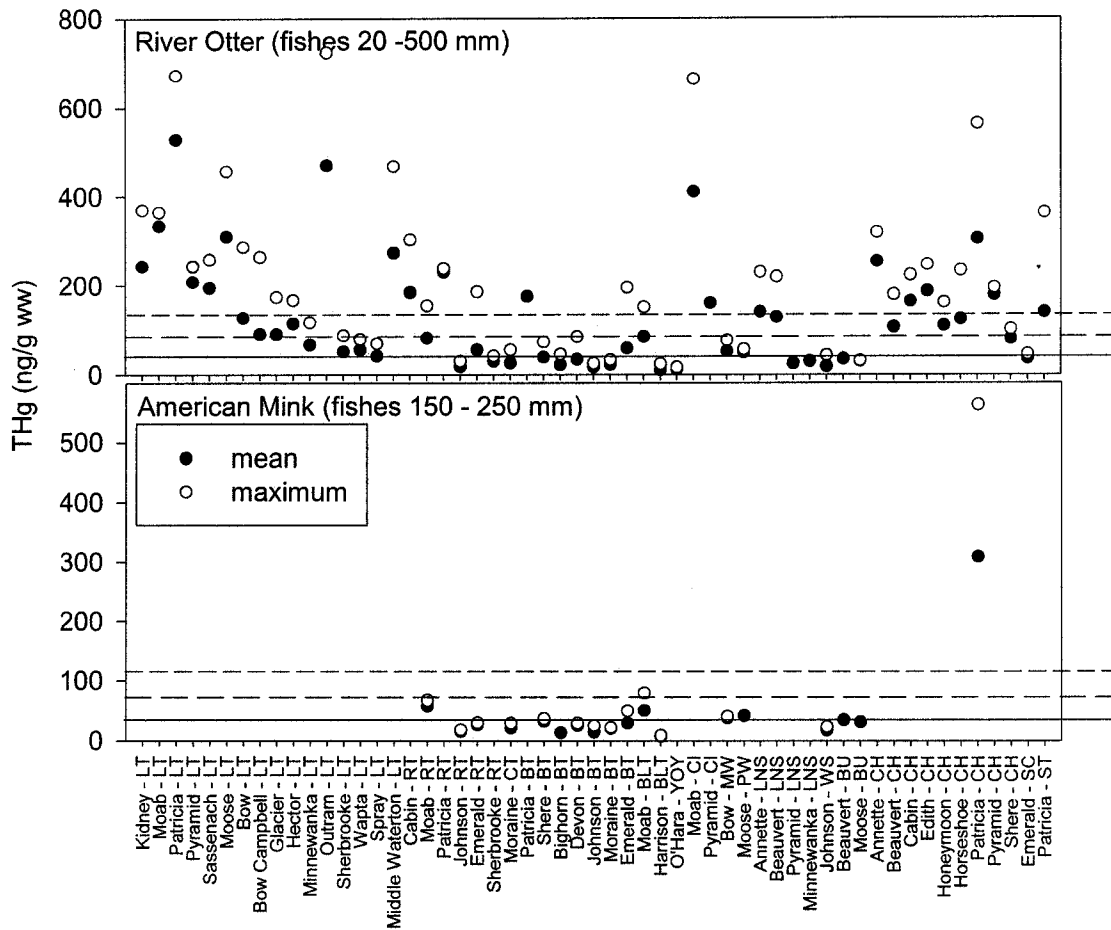 800
River Otter (fishes 20 -500 mm)
600
400
200
0
THg (ng/g ww)
American Mink (fishes 150 - 250 mm)
500
mean
400
maximum
300
200
100
0
Kidney - LT
Moab - LT
Patricia - LT
Pyramid - LT
Sassenach - LT
Moose - LT
Bow - LT
Bow Campbell - LT
Glacier - LT
Hector - LT
Minnewanka - LT
Outram - LT
Sherbrooke - LT
Wapta - LT
Spray - LT
Middle Waterton - LT
Cabin - RT
Moab - RT
Patricia - RT
Johnson - RT
Emerald - RT
Sherbrooke - RT
Moraine - CT
Patricia - BT
Shere - BT
Bighorn - BT
Devon - BT
Johnson - BT
Moraine - BT
Emerald - BT
Moab - BLT
Harrison - BLT
O'Hara - YOY
Moab - CI
Pyramid - CI
Bow - MW
Moose - PW
Annette - LNS
Beauvert - LNS
Pyramid - LNS
Minnewanka - LNS
Johnson - WS
Beauvert - BU
Moose - BU
Annette - CH
Beauvert - CH
Cabin - CH
Edith - CH
Honeymoon - CH
Horseshoe - CH
Patricia - CH
Pyramid - CH
Shere - CH
Emerald - SC
Patricia - ST